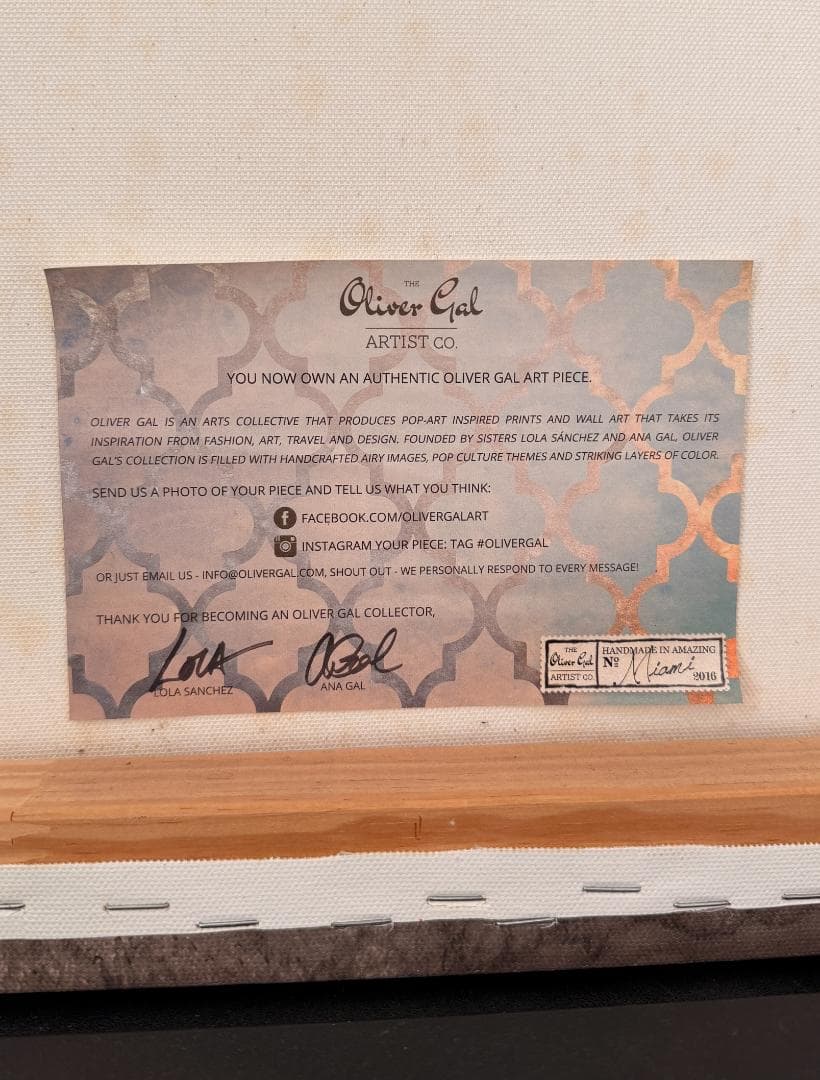 THE
Oliver Gal
ARTIST CO.
YOU NOW OWN AN AUTHENTIC OLIVER GAL ART PIECE.
OLIVER GAL IS AN ARTS COLLECTIVE THAT PRODUCES POP-ART INSPIRED PRINTS AND WALL ART THAT TAKES ITS
INSPIRATION FROM FASHION, ART, TRAVEL AND DESIGN. FOUNDED BY SISTERS LOLA SÁNCHEZ AND ANA GAL, OLIVER
GAL'S COLLECTION IS FILLED WITH HANDCRAFTED AIRY IMAGES, POP CULTURE THEMES AND STRIKING LAYERS OF COLOR.
SEND US A PHOTO OF YOUR PIECE AND TELL US WHAT YOU THINK:
f FACEBOOK.COM/OLIVERGALART
INSTAGRAM YOUR PIECE: TAG #OLIVERGAL
OR JUST EMAIL US - INFO@OLIVERGAL.COM, SHOUT OUT - WE PERSONALLY RESPOND TO EVERY MESSAGE!
THANK YOU FOR BECOMING AN OLIVER GAL COLLECTOR,
LOLA
LOLA SANCHEZ
ANA GAL
THE
Oliver Gal
ARTIST CO.
HANDMADE IN AMAZING
Nº Miami
2016